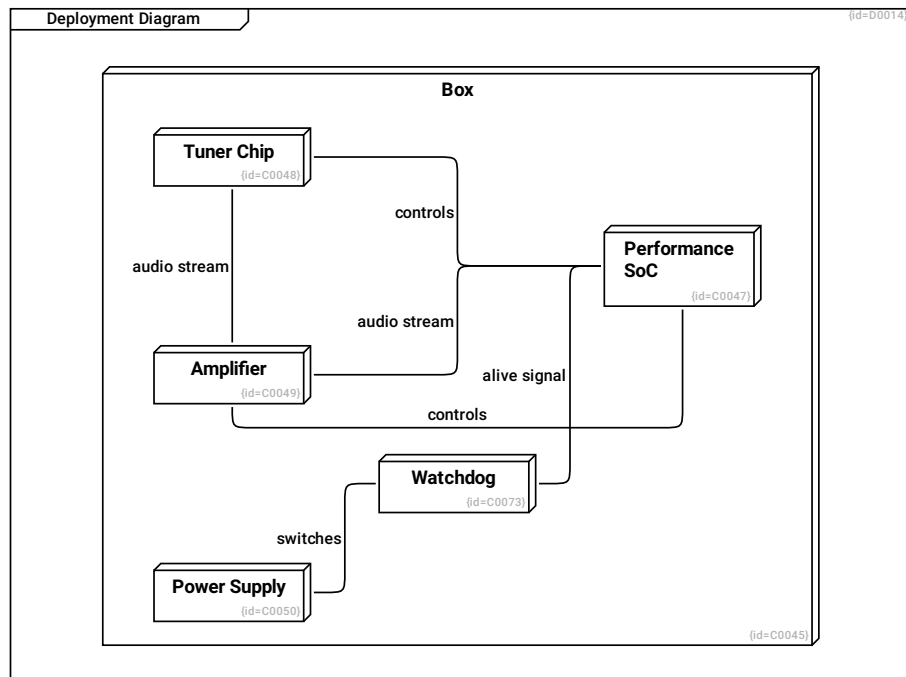 Deployment Diagram
{id=D0014}
Box
Tuner Chip
{id=C0048}
controls
Performance
SoC
{id=C0047}
audio stream
audio stream
Amplifier
{id=C0049}
alive signal
controls
Watchdog
{id=C0073}
switches
Power Supply
{id=C0050}
{id=C0045}